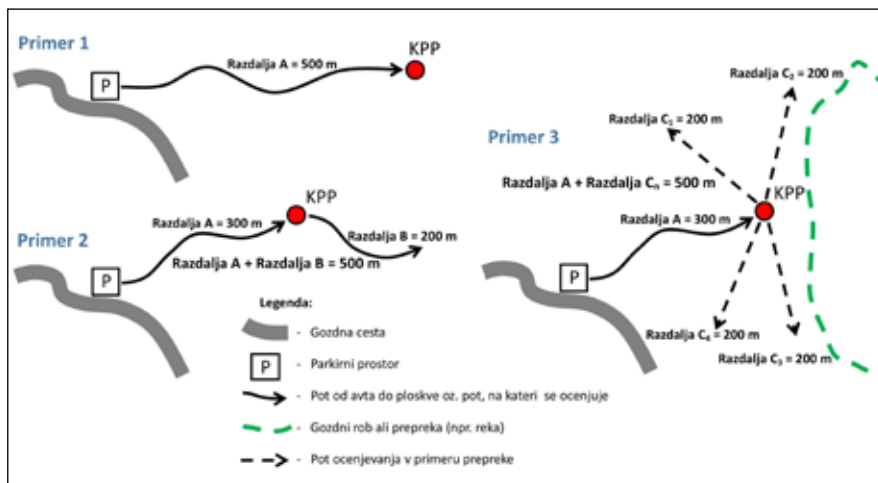 Primer 1
P
Razdalja A = 500 m
KPP
Primer 2
P
Razdalja A = 300 m
KPP
Razdalja B = 200 m
Razdalja A + Razdalja B = 500 m
Primer 3
Razdalja C₁ = 200 m
Razdalja C₂ = 200 m
Razdalja A + Razdalja Cₙ = 500 m
KPP
Razdalja A = 300 m
P
Razdalja C₄ = 200 m
Razdalja C₃ = 200 m
Legenda:
- Gozdna cesta
P - Parkirni prostor
- Pot od avta do ploskve oz. pot, na kateri se ocenjuje
- Gozdni rob ali prepreka (npr. reka)
- Pot ocenjevanja v primeru prepreke